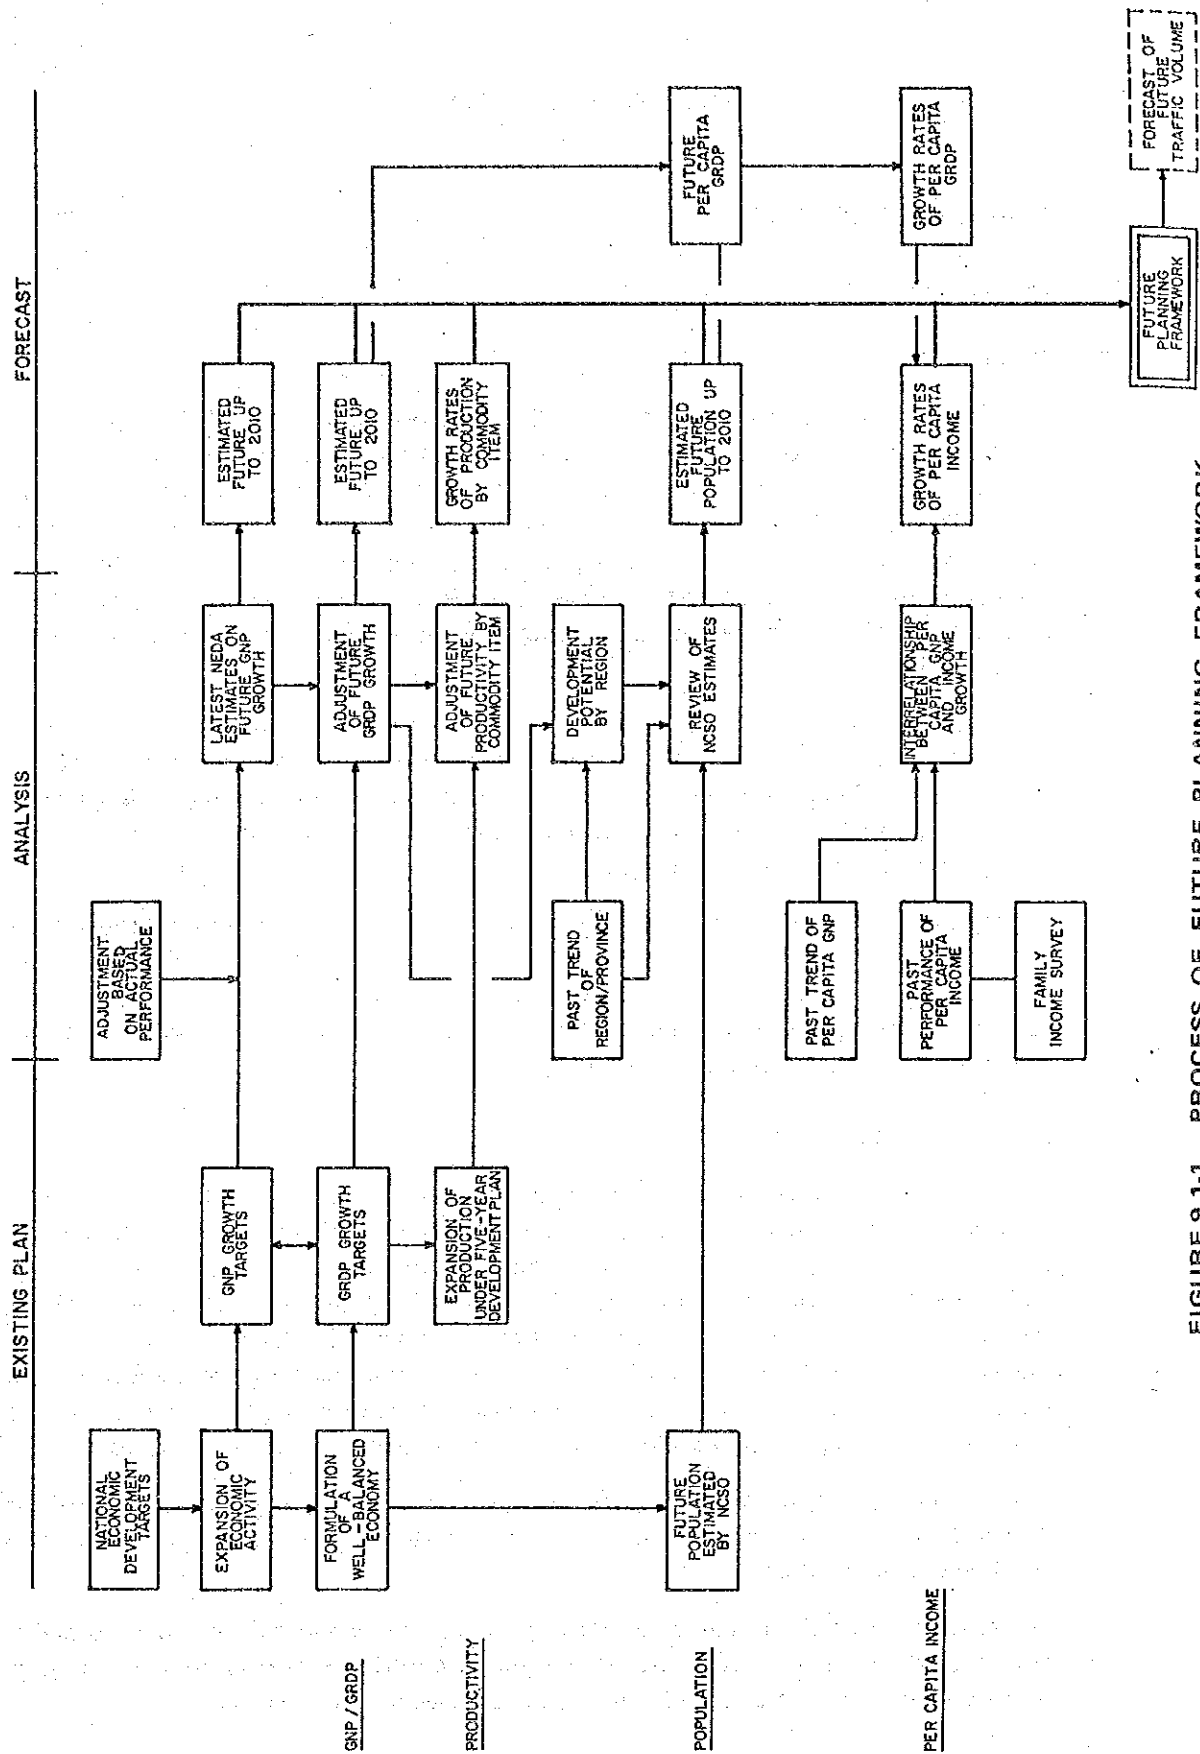 EXISTING PLAN
ANALYSIS
FORECAST
NATIONAL
ECONOMIC
DEVELOPMENT
TARGETS
ADJUSTMENT
BASED
ON ACTUAL
PERFORMANCE
EXPANSION OF
ECONOMIC
ACTIVITY
GNP GROWTH
TARGETS
LATEST NEDA
ESTIMATES ON
FUTURE GNP
GROWTH
ESTIMATED
FUTURE UP
TO 2010
GNP / GRDP
FORMULATION
OF A
WELL-BALANCED
ECONOMY
GRDP GROWTH
TARGETS
ADJUSTMENT
OF FUTURE
GRDP GROWTH
ESTIMATED
FUTURE UP
TO 2010
PRODUCTIVITY
EXPANSION OF
PRODUCTION
UNDER FIVE-YEAR
DEVELOPMENT PLAN
ADJUSTMENT
OF FUTURE
PRODUCTIVITY BY
COMMODITY ITEM
GROWTH RATES
OF PRODUCTION
BY COMMODITY
ITEM
PAST TREND
OF
REGION/PROVINCE
DEVELOPMENT
POTENTIAL
BY REGION
POPULATION
FUTURE
POPULATION
ESTIMATED
BY NCSO
REVIEW OF
NCSO ESTIMATES
ESTIMATED
FUTURE
POPULATION UP
TO 2010
FUTURE
PER CAPITA
GRDP
PAST TREND OF
PER CAPITA GNP
PER CAPITA INCOME
PAST
PERFORMANCE OF
PER CAPITA
INCOME
INTERRELATIONSHIP
BETWEEN PER
CAPITA GNP
AND INCOME
GROWTH
GROWTH RATES
OF PER CAPITA
INCOME
GROWTH RATES
OF PER CAPITA
GRDP
FAMILY
INCOME SURVEY
FUTURE
PLANNING
FRAMEWORK
FORECAST OF
FUTURE
TRAFFIC VOLUME
FIGURE 9.1-1 PROCESS OF FUTURE PLANNING FRAMEWORK